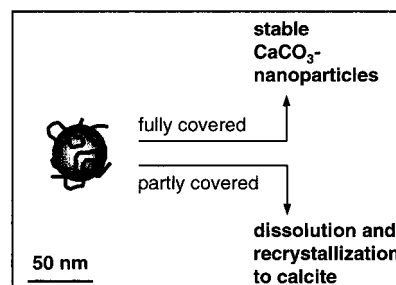 stable
CaCO₃-
nanoparticles
fully covered
partly covered
dissolution and
recrystallization
to calcite
50 nm